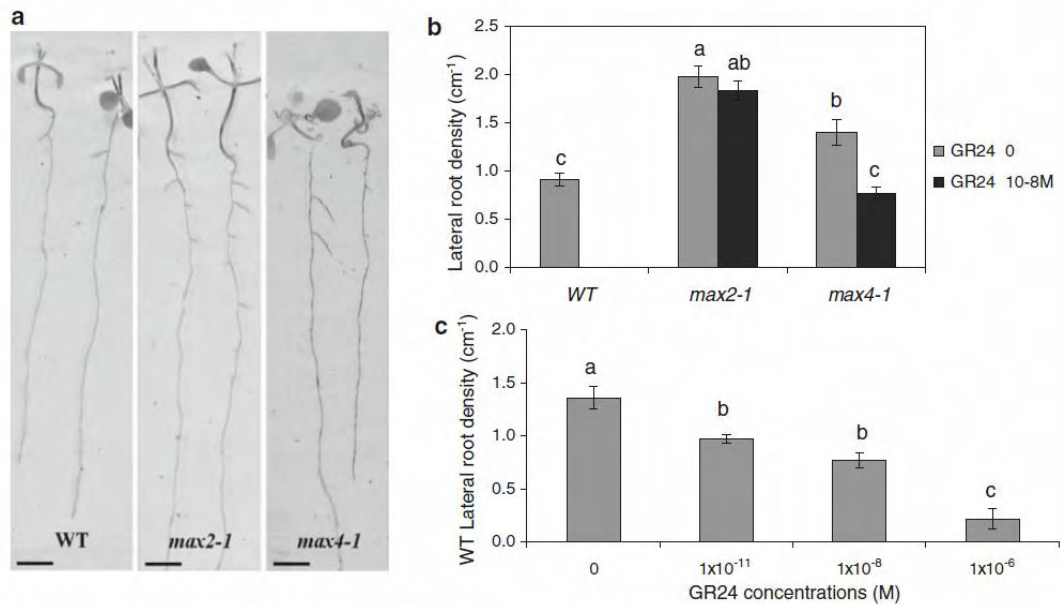 a
WT
max2-1
max4-1
b
Lateral root density (cm⁻¹)
2.5
2.0
1.5
1.0
0.5
0.0
c
a
ab
b
c
WT
max2-1
max4-1
GR24 0
GR24 10-8M
c
WT Lateral root density (cm⁻¹)
2.0
1.5
1.0
0.5
0.0
a
b
b
c
0
1x10⁻¹¹
1x10⁻⁸
1x10⁻⁶
GR24 concentrations (M)